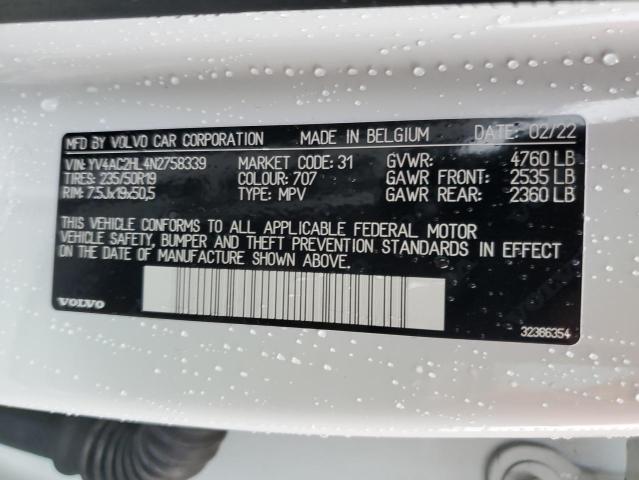 MFD BY VOLVO CAR CORPORATION MADE IN BELGIUM DATE: 02/22
VIN: YV4AC2HL4N2758339 MARKET CODE: 31 GVWR: 4760 LB
TIRES: 235/50R19 COLOUR: 707 GAWR FRONT: 2535 LB
RIM: 7.5Jx19x50,5 TYPE: MPV GAWR REAR: 2360 LB
THIS VEHICLE CONFORMS TO ALL APPLICABLE FEDERAL MOTOR
VEHICLE SAFETY, BUMPER AND THEFT PREVENTION STANDARDS IN EFFECT
ON THE DATE OF MANUFACTURE SHOWN ABOVE.
VOLVO
32366354